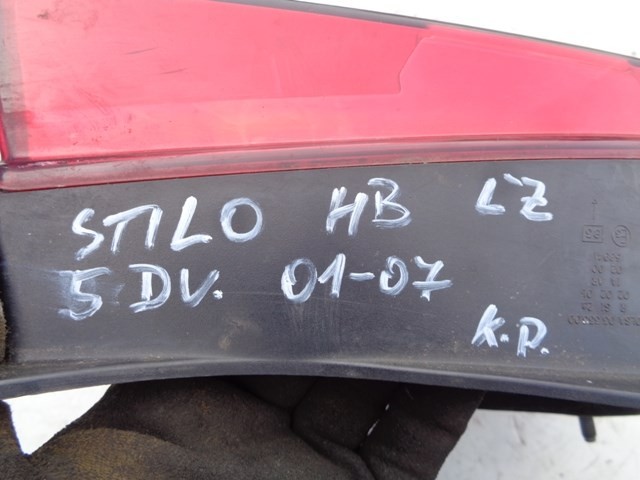 STILO HB LZ
5 DV. 01-07
K.D.